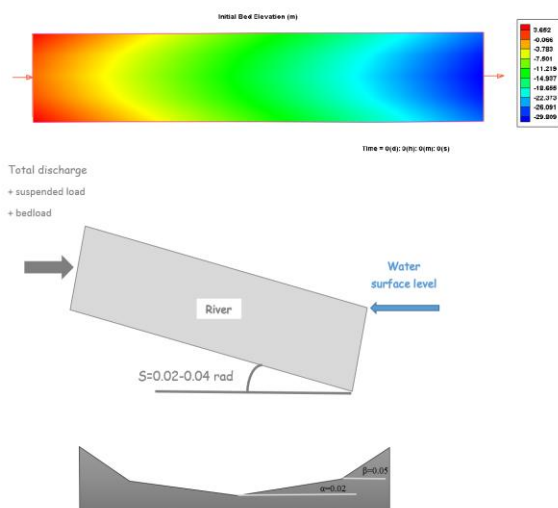 Initial Bed Elevation (m)
3.692
-0.066
-3.783
-7.501
-11.219
-14.937
-18.655
-22.373
-26.091
-29.809
Time = 0(d): 0(h): 0(m): 0(s)
Total discharge
+ suspended load
+ bedload
Water
surface level
River
S=0.02-0.04 rad
β=0.05
α=0.02